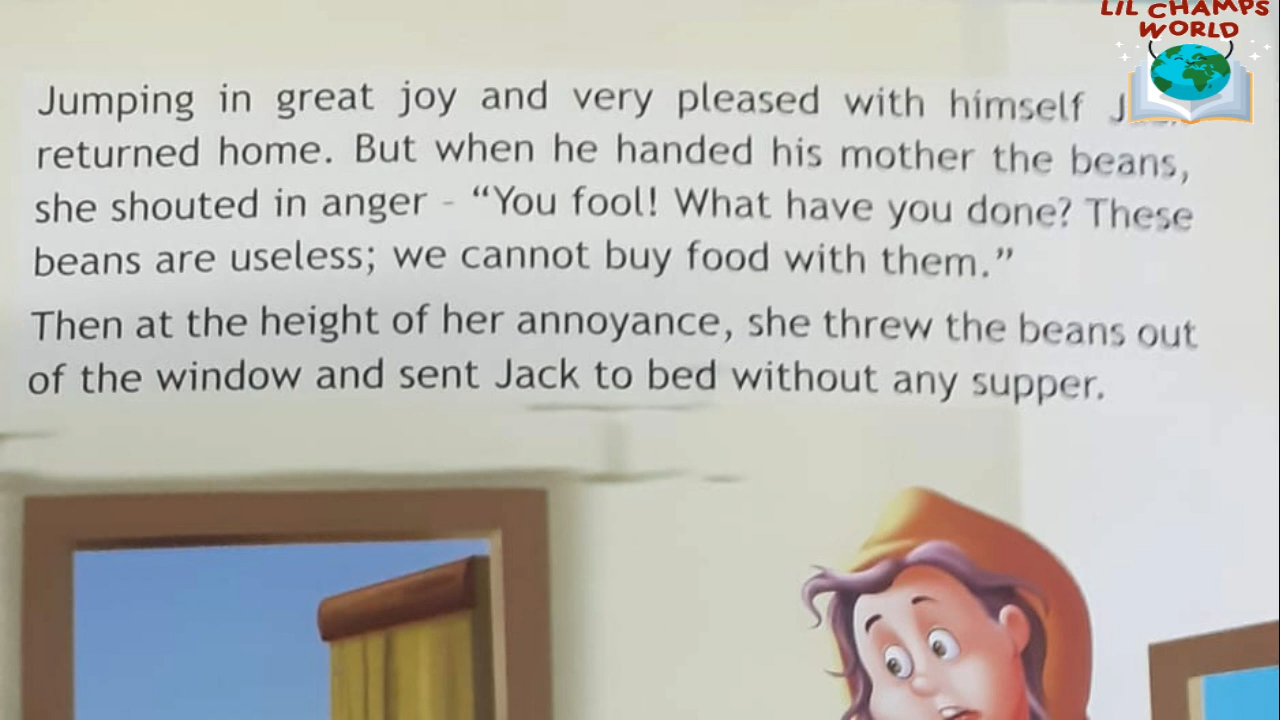 LIL CHAMPS
WORLD
Jumping in great joy and very pleased with himself
returned home. But when he handed his mother the beans,
she shouted in anger - “You fool! What have you done? These
beans are useless; we cannot buy food with them.”
Then at the height of her annoyance, she threw the beans out
of the window and sent Jack to bed without any supper.